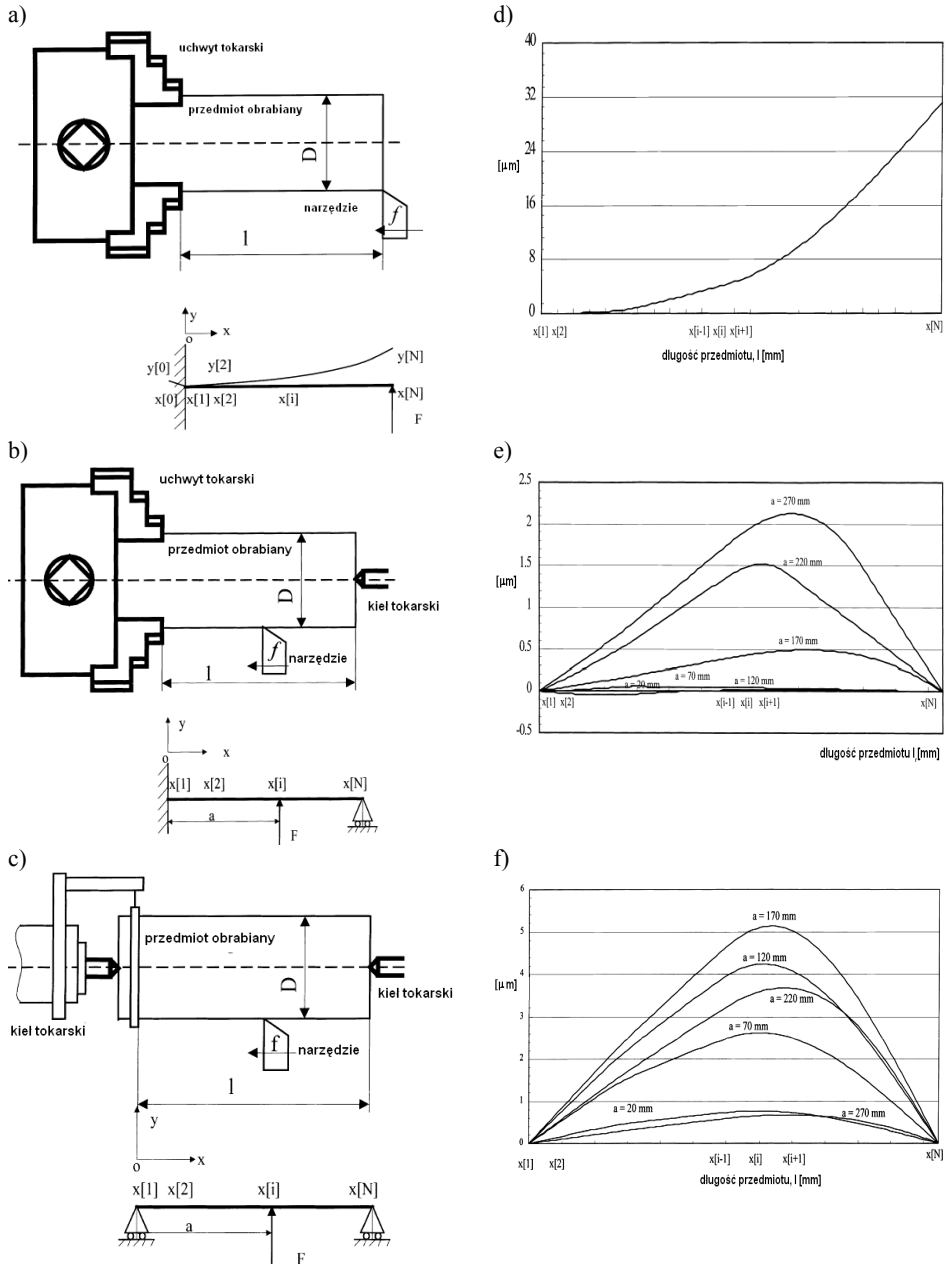 a)
uchwyt tokarski
przedmiot obrabiany
D
narzędzie
f
l
y
x
o
y[0]
y[2]
y[N]
x[0] x[1] x[2]
x[i]
x[N]
F
d)
40
32
24
[μm]
16
8
0
x[1] x[2]
x[i-1] x[i] x[i+1]
x[N]
długość przedmiotu, l [mm]
b)
uchwyt tokarski
przedmiot obrabiany
D
kieł tokarski
f
narzędzie
l
y
x
o
x[1] x[2]
x[i]
x[N]
a
F
e)
2.5
2
[μm]
1.5
1
0.5
0
-0.5
a = 270 mm
a = 220 mm
a = 170 mm
a = 70 mm
a = 20 mm
a = 120 mm
x[1] x[2]
x[i-1] x[i] x[i+1]
x[N]
długość przedmiotu l, [mm]
c)
przedmiot obrabiany
D
kieł tokarski
kieł tokarski
f
narzędzie
l
y
x
o
x[1] x[2]
x[i]
x[N]
a
F
f)
6
5
[μm]
4
3
2
1
0
a = 170 mm
a = 120 mm
a = 220 mm
a = 70 mm
a = 20 mm
a = 270 mm
x[1] x[2]
x[i-1] x[i] x[i+1]
x[N]
długość przedmiotu, l [mm]